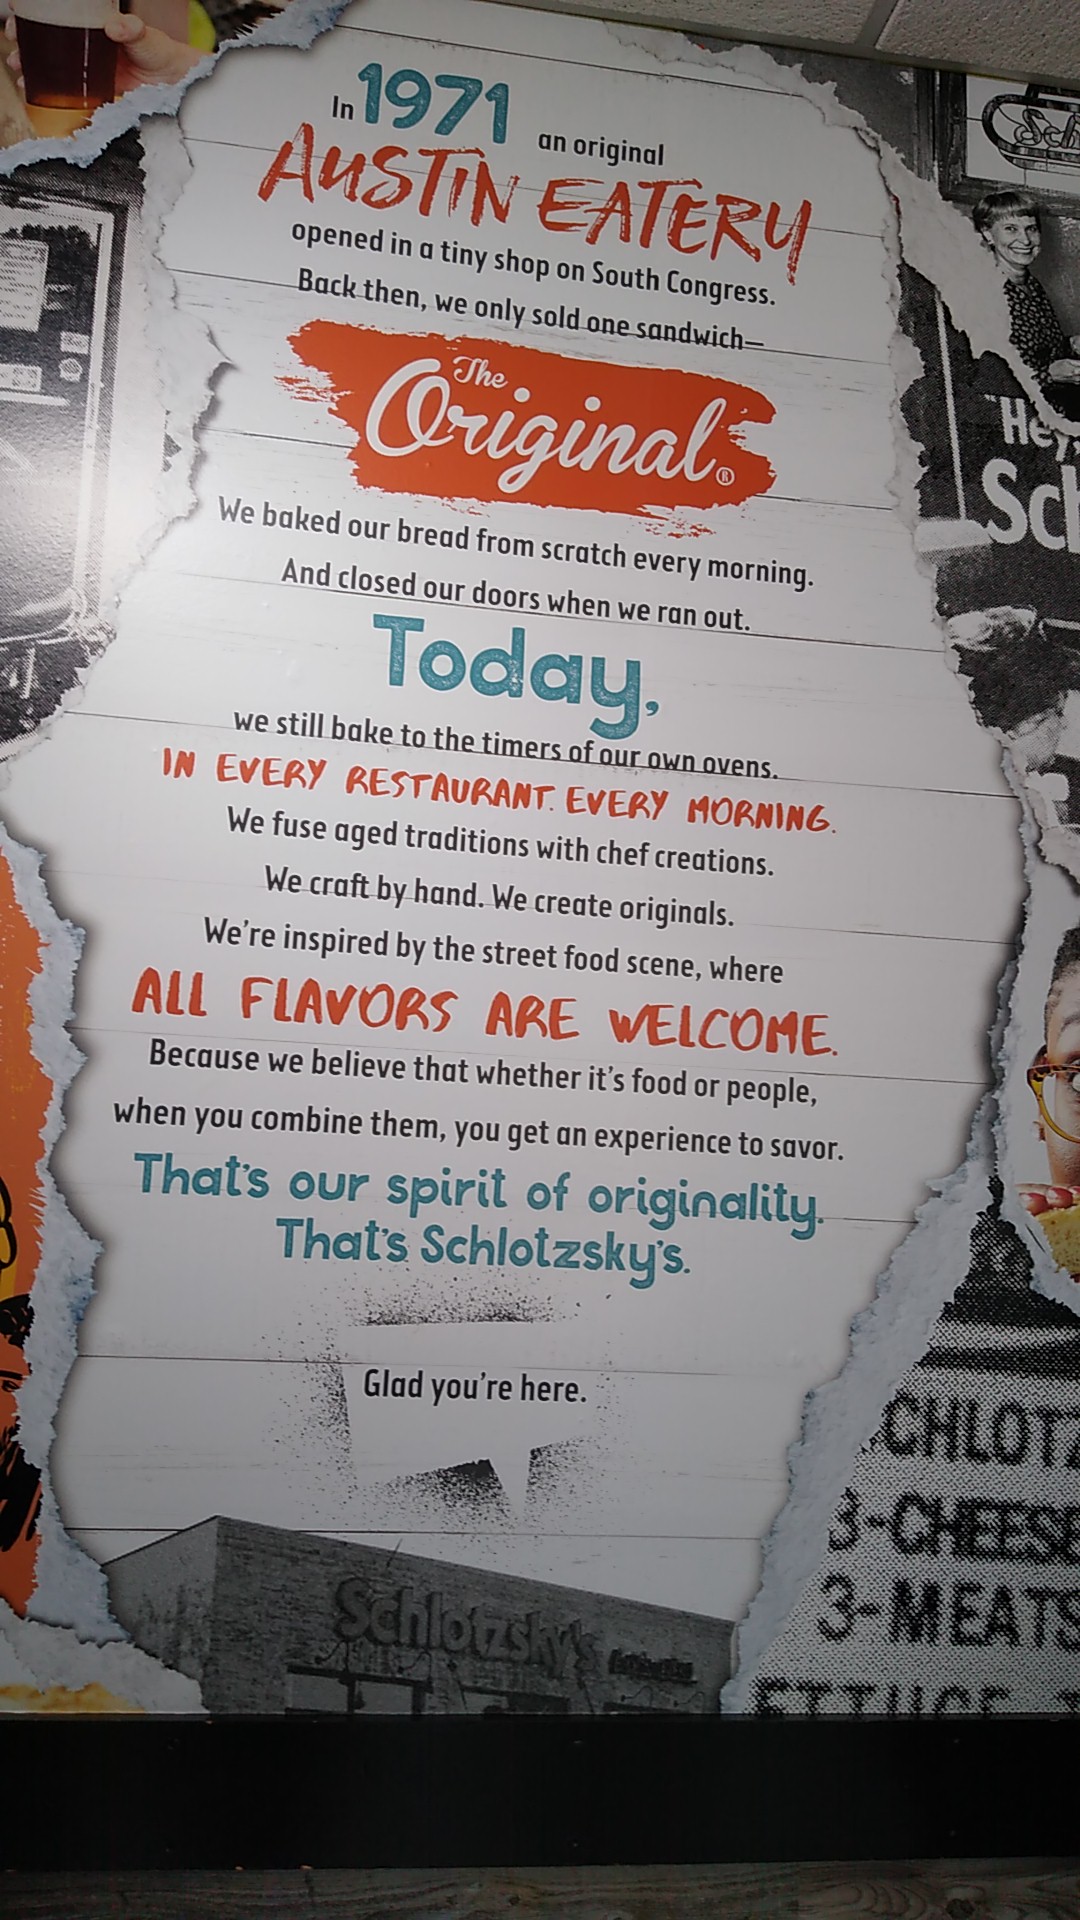 In 1971 an original
AUSTIN EATERY
opened in a tiny shop on South Congress.
Back then, we only sold one sandwich—
The
Original®
We baked our bread from scratch every morning.
And closed our doors when we ran out.
Today,
we still bake to the timers of our own ovens.
IN EVERY RESTAURANT. EVERY MORNING.
We fuse aged traditions with chef creations.
We craft by hand. We create originals.
We're inspired by the street food scene, where
ALL FLAVORS ARE WELCOME.
Because we believe that whether it's food or people,
when you combine them, you get an experience to savor.
That's our spirit of originality.
That's Schlotzsky's.
Glad you're here.
Schlotzsky's
CHLOTZ
3-CHEESE
3-MEATS